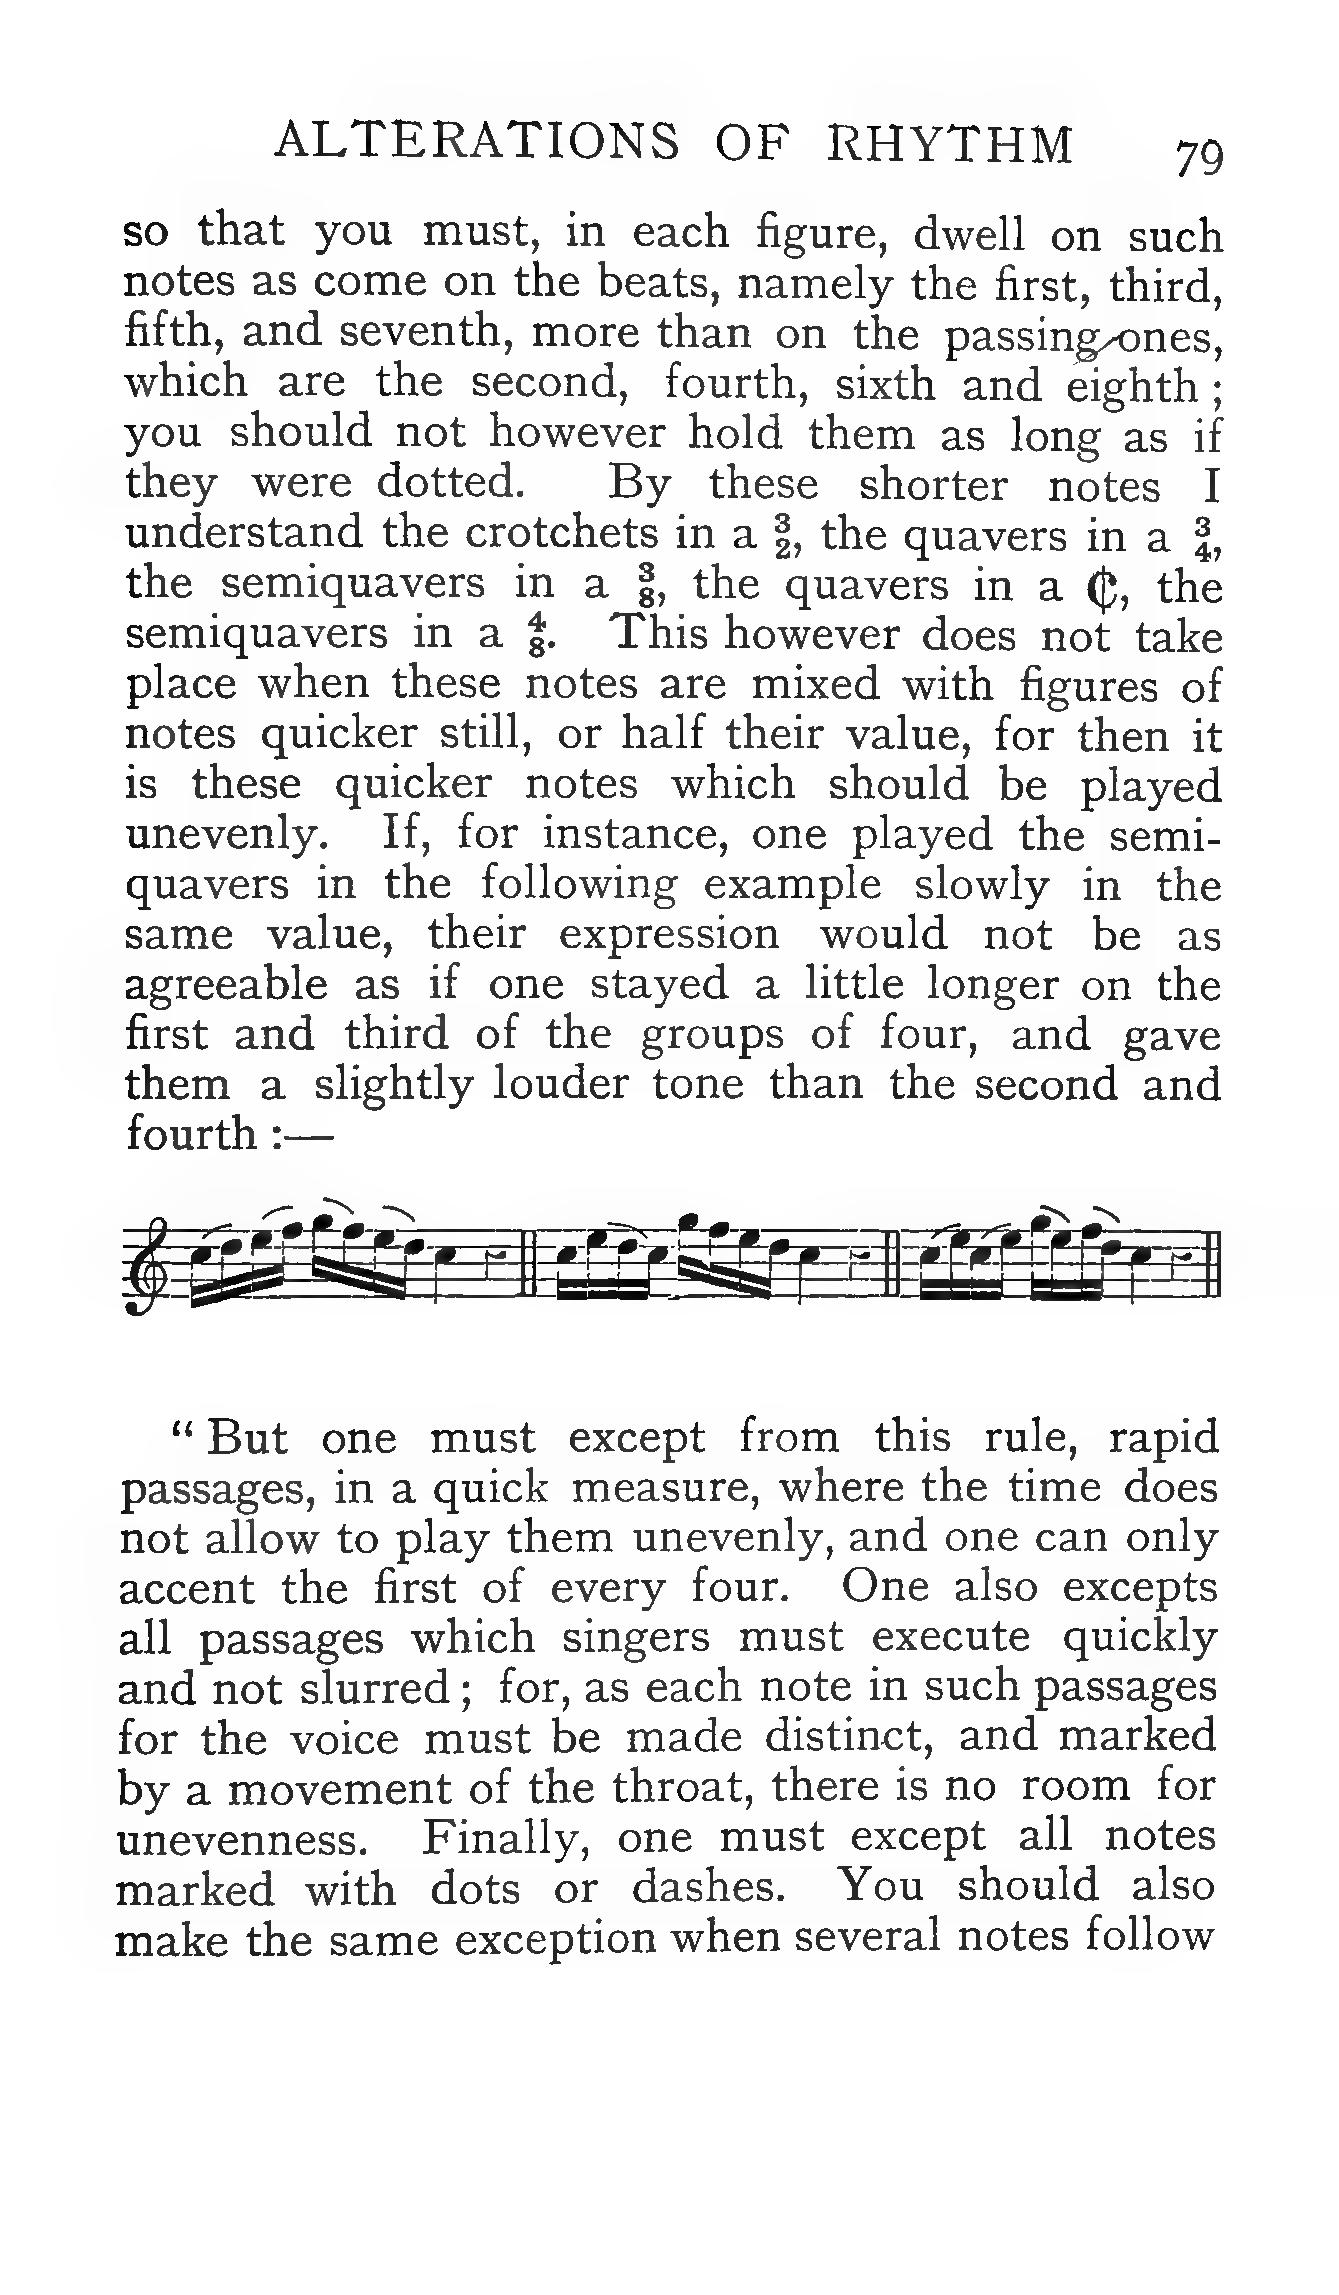 ALTERATIONS OF RHYTHM 79
so that you must, in each figure, dwell on such
notes as come on the beats, namely the first, third,
fifth, and seventh, more than on the passing ones,
which are the second, fourth, sixth and eighth ;
you should not however hold them as long as if
they were dotted. By these shorter notes I
understand the crotchets in a 3/2, the quavers in a 3/4,
the semiquavers in a 3/8, the quavers in a ¢, the
semiquavers in a 4/8. This however does not take
place when these notes are mixed with figures of
notes quicker still, or half their value, for then it
is these quicker notes which should be played
unevenly. If, for instance, one played the semi-
quavers in the following example slowly in the
same value, their expression would not be as
agreeable as if one stayed a little longer on the
first and third of the groups of four, and gave
them a slightly louder tone than the second and
fourth :—
“ But one must except from this rule, rapid
passages, in a quick measure, where the time does
not allow to play them unevenly, and one can only
accent the first of every four. One also excepts
all passages which singers must execute quickly
and not slurred ; for, as each note in such passages
for the voice must be made distinct, and marked
by a movement of the throat, there is no room for
unevenness. Finally, one must except all notes
marked with dots or dashes. You should also
make the same exception when several notes follow